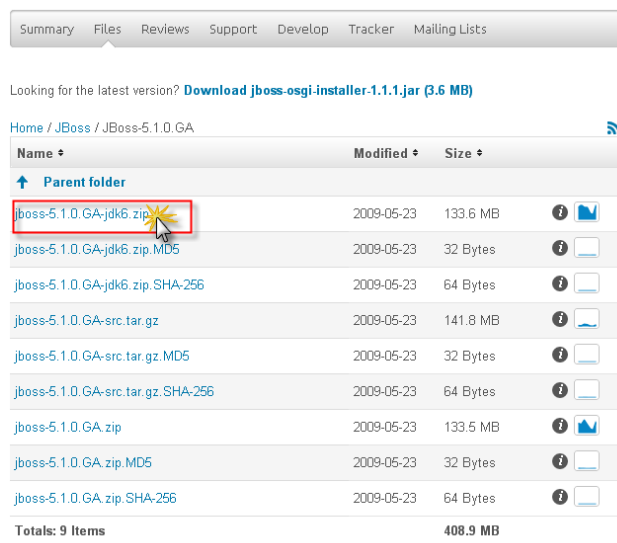 Summary Files Reviews Support Develop Tracker Mailing Lists
Looking for the latest version? Download jboss-osgi-installer-1.1.1.jar (3.6 MB)
Home / JBoss / JBoss-5.1.0.GA
Name Modified Size
Parent folder
jboss-5.1.0.GA-jdk6.zip 2009-05-23 133.6 MB
jboss-5.1.0.GA-jdk6.zip.MD5 2009-05-23 32 Bytes
jboss-5.1.0.GA-jdk6.zip.SHA-256 2009-05-23 64 Bytes
jboss-5.1.0.GA-src.tar.gz 2009-05-23 141.8 MB
jboss-5.1.0.GA-src.tar.gz.MD5 2009-05-23 32 Bytes
jboss-5.1.0.GA-src.tar.gz.SHA-256 2009-05-23 64 Bytes
jboss-5.1.0.GA.zip 2009-05-23 133.5 MB
jboss-5.1.0.GA.zip.MD5 2009-05-23 32 Bytes
jboss-5.1.0.GA.zip.SHA-256 2009-05-23 64 Bytes
Totals: 9 Items 408.9 MB